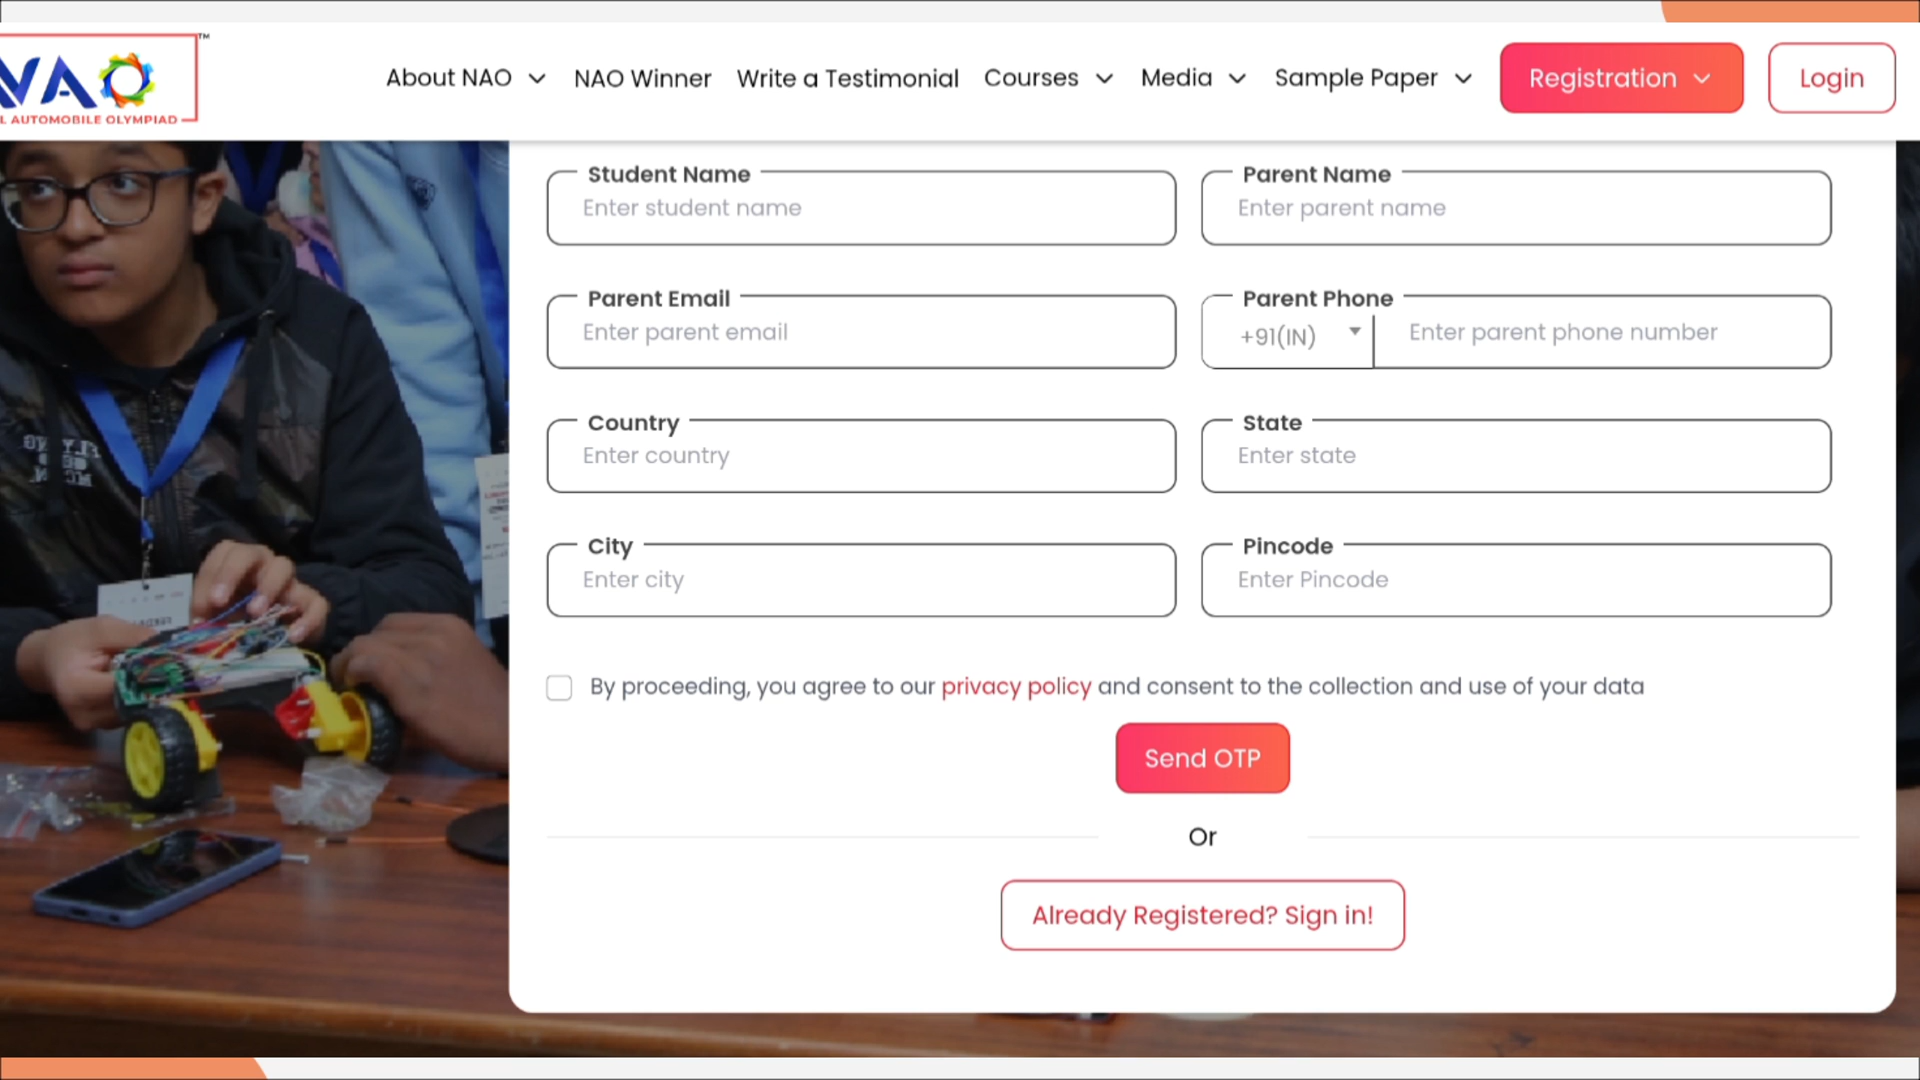 VAO
TM
L AUTOMOBILE OLYMPIAD
About NAO
NAO Winner
Write a Testimonial
Courses
Media
Sample Paper
Registration
Login
Student Name
Enter student name
Parent Name
Enter parent name
Parent Email
Enter parent email
Parent Phone
+91(IN)
Enter parent phone number
Country
Enter country
State
Enter state
City
Enter city
Pincode
Enter Pincode
By proceeding, you agree to our privacy policy and consent to the collection and use of your data
Send OTP
Or
Already Registered? Sign in!